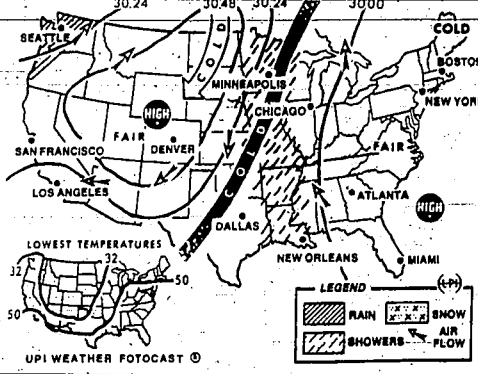 30.24
30.48
30.24
30.00
SEATTLE
COLD
COLD
BOSTON
MINNEAPOLIS
NEW YORK
HIGH
CHICAGO
FAIR
FAIR
SAN FRANCISCO
DENVER
COLD
LOS ANGELES
ATLANTA
HIGH
DALLAS
LOWEST TEMPERATURES
NEW ORLEANS
MIAMI
32
32
50
50
LEGEND
UPI
RAIN
SNOW
SHOWERS
AIR
FLOW
UPI WEATHER FOTOCAST ®